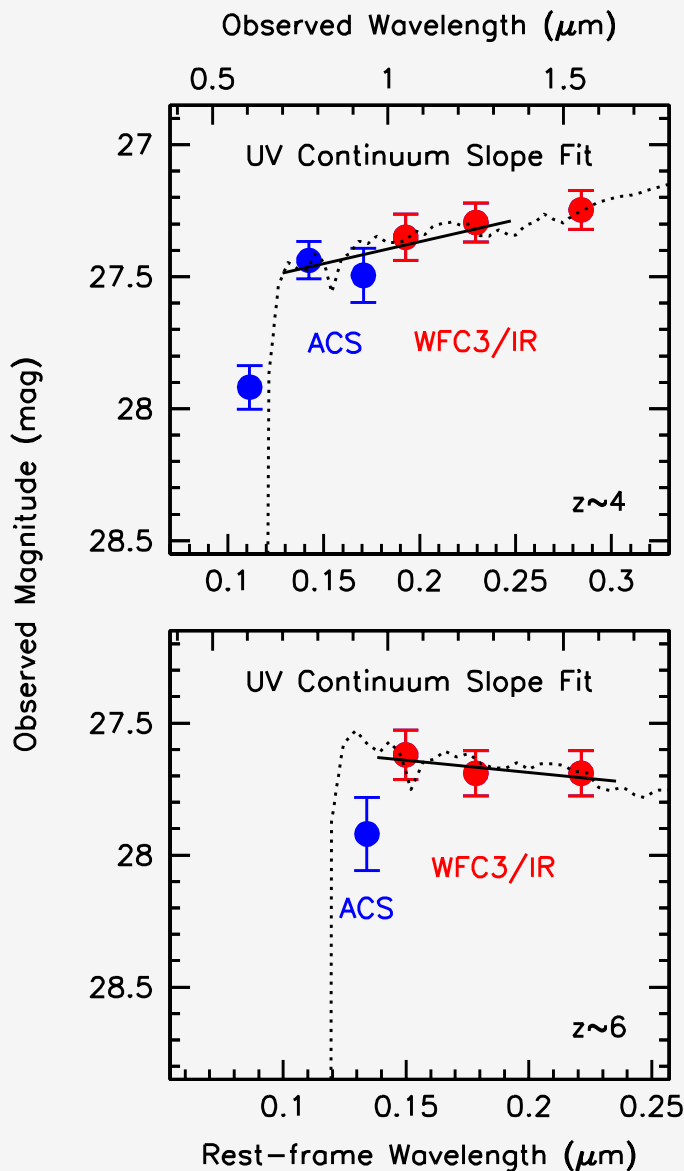 Observed Wavelength (μm)
0.5 1 1.5
UV Continuum Slope Fit
27
27.5
28
28.5
ACS WFC3/IR
z~4
0.1 0.15 0.2 0.25 0.3
Observed Magnitude (mag)
UV Continuum Slope Fit
27.5
28
28.5
WFC3/IR
ACS
z~6
0.1 0.15 0.2 0.25
Rest-frame Wavelength (μm)